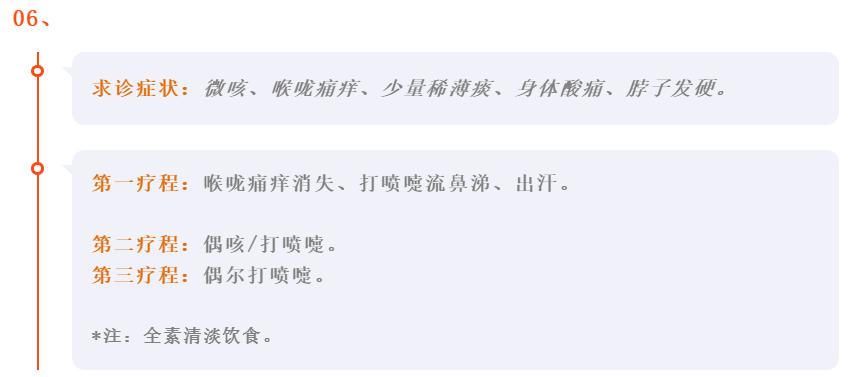 06、
求诊症状：微咳、喉咙痛痒、少量稀薄痰、身体酸痛、脖子发硬。
第一疗程：喉咙痛痒消失、打喷嚏流鼻涕、出汗。
第二疗程：偶咳/打喷嚏。
第三疗程：偶尔打喷嚏。
*注：全素清淡饮食。